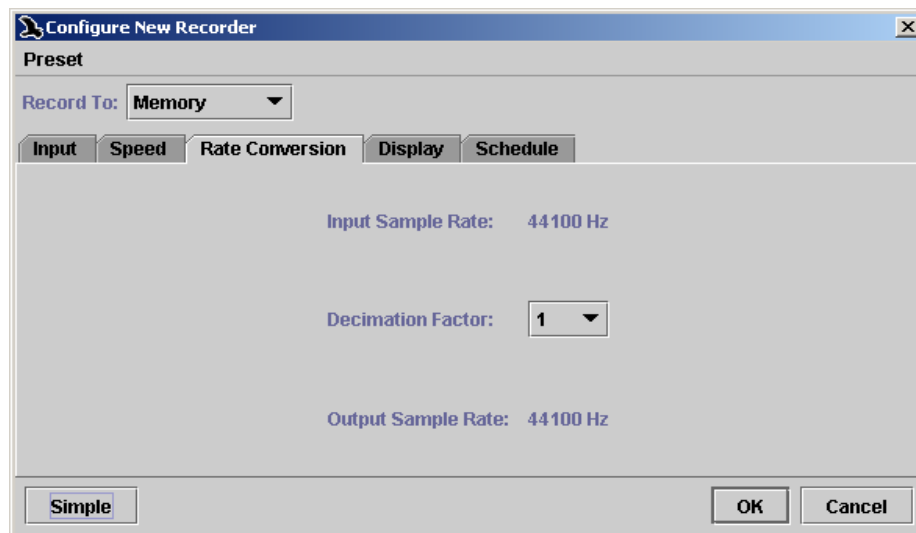 Configure New Recorder
Preset
Record To: Memory
Input Speed Rate Conversion Display Schedule
Input Sample Rate: 44100 Hz
Decimation Factor: 1
Output Sample Rate: 44100 Hz
Simple OK Cancel